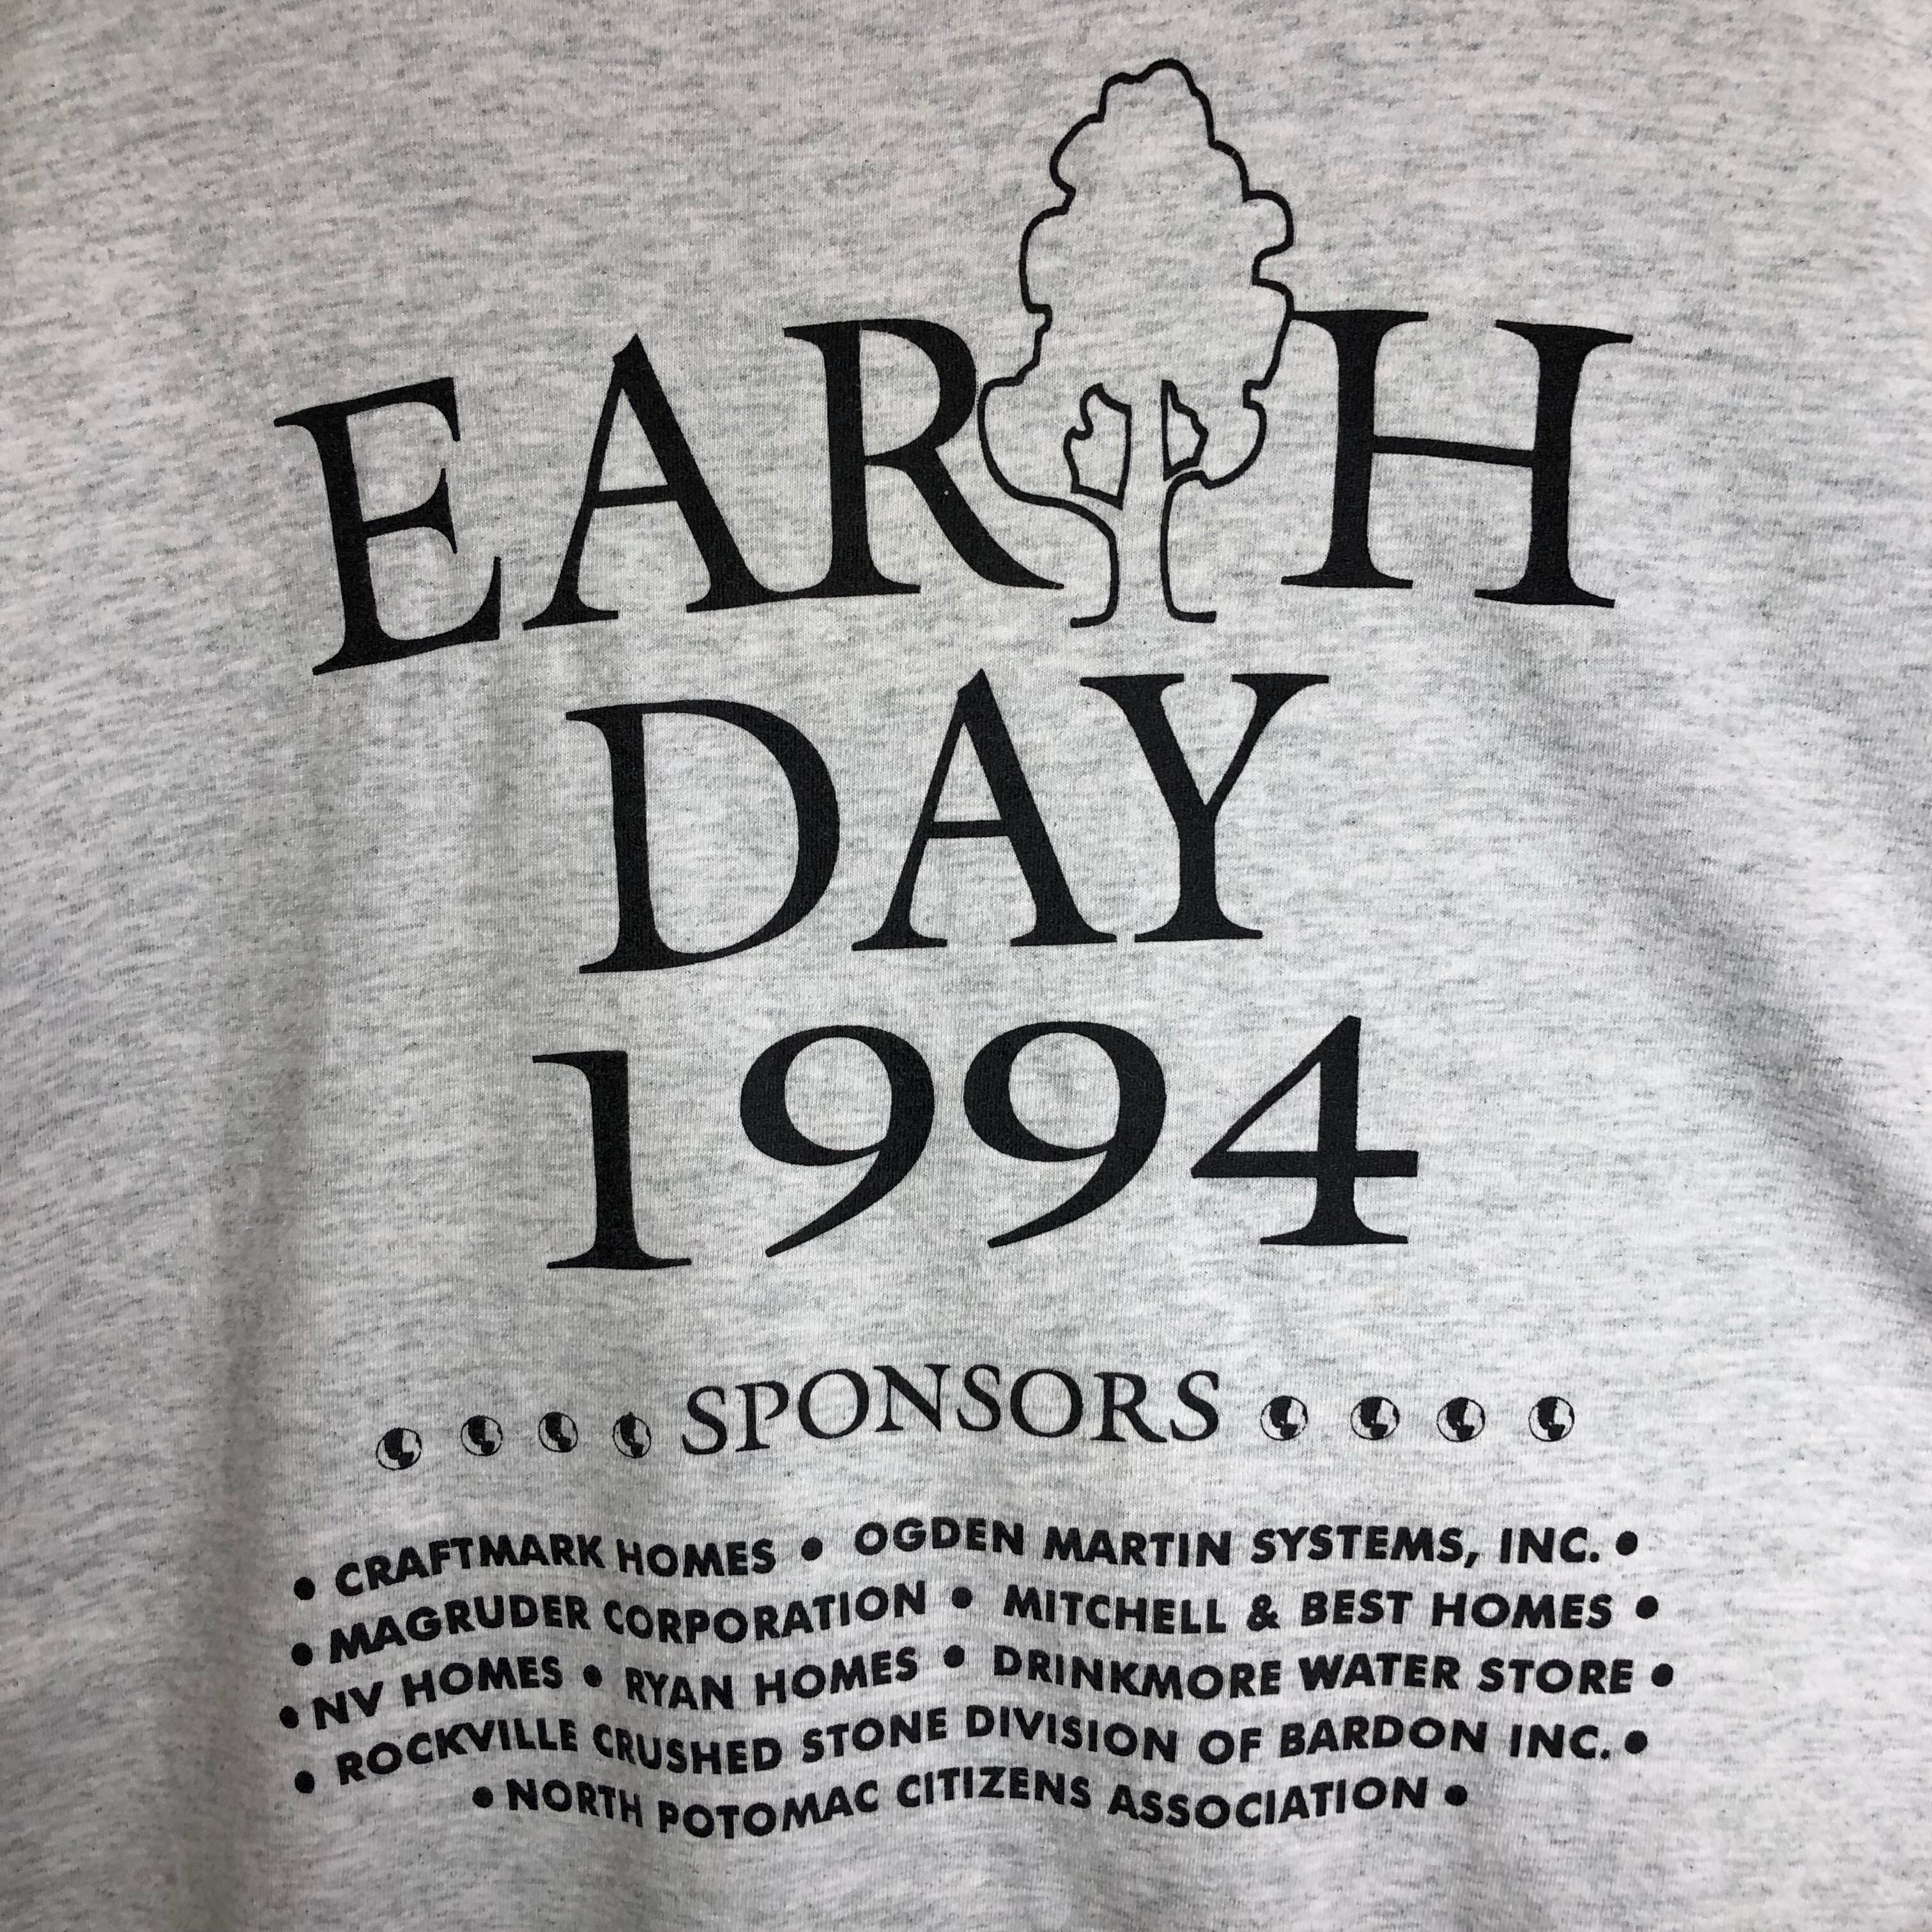 EARTH
DAY
1994
SPONSORS
• CRAFTMARK HOMES • OGDEN MARTIN SYSTEMS, INC. •
• MAGRUDER CORPORATION • MITCHELL & BEST HOMES •
• NV HOMES • RYAN HOMES • DRINKMORE WATER STORE •
• ROCKVILLE CRUSHED STONE DIVISION OF BARDON INC. •
• NORTH POTOMAC CITIZENS ASSOCIATION •